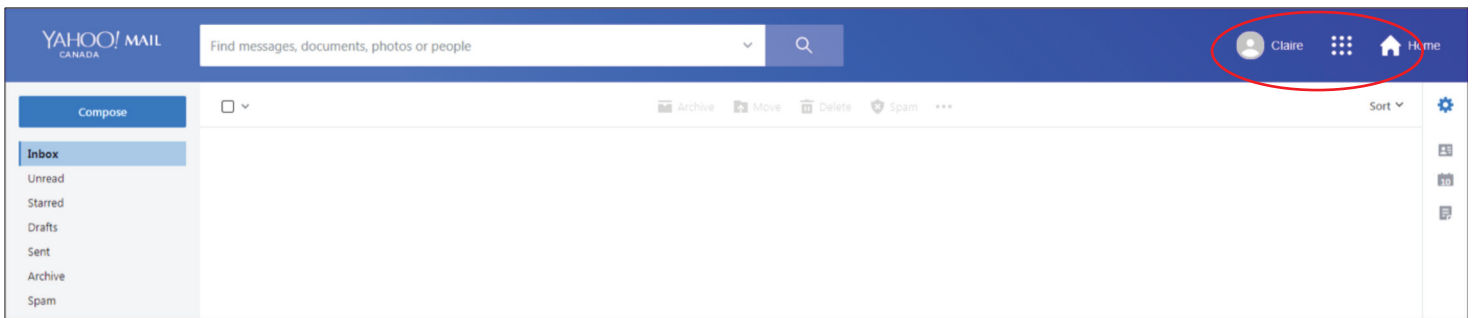 YAHOO! MAIL
CANADA
Find messages, documents, photos or people
Claire
Home
Compose
Archive Move Delete Spam
Sort
Inbox
Unread
Starred
Drafts
Sent
Archive
Spam
10